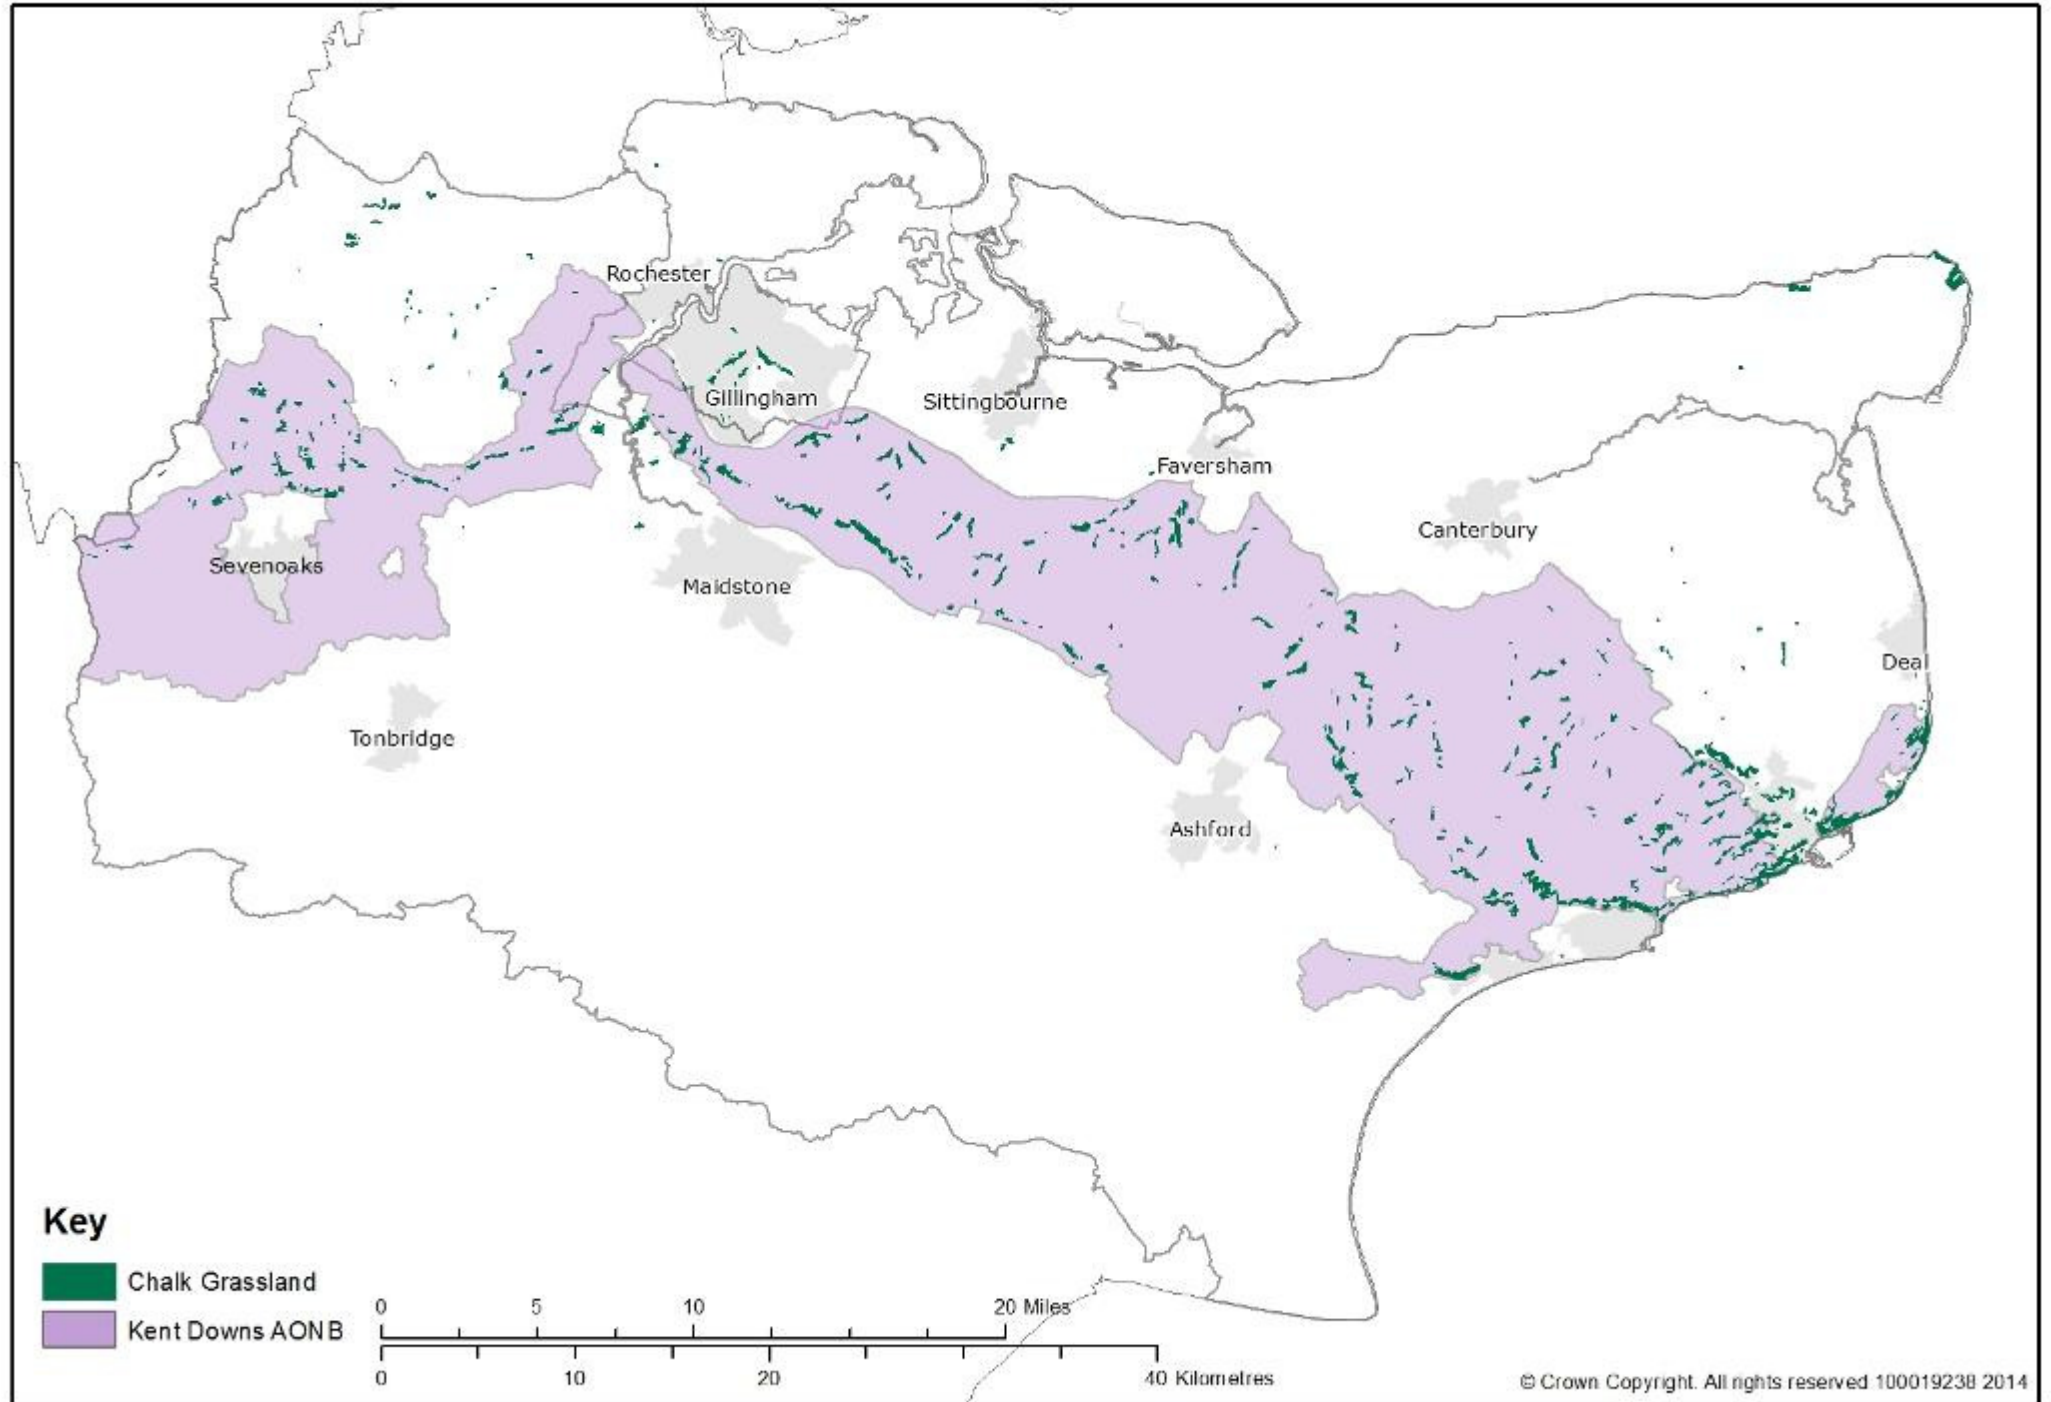 Rochester
Gillingham
Sittingbourne
Faversham
Canterbury
Sevenoaks
Maidstone
Deal
Tonbridge
Ashford
Key
Chalk Grassland
Kent Downs AONB
0 5 10 20 Miles
0 10 20 40 Kilometres
© Crown Copyright. All rights reserved 100019238 2014